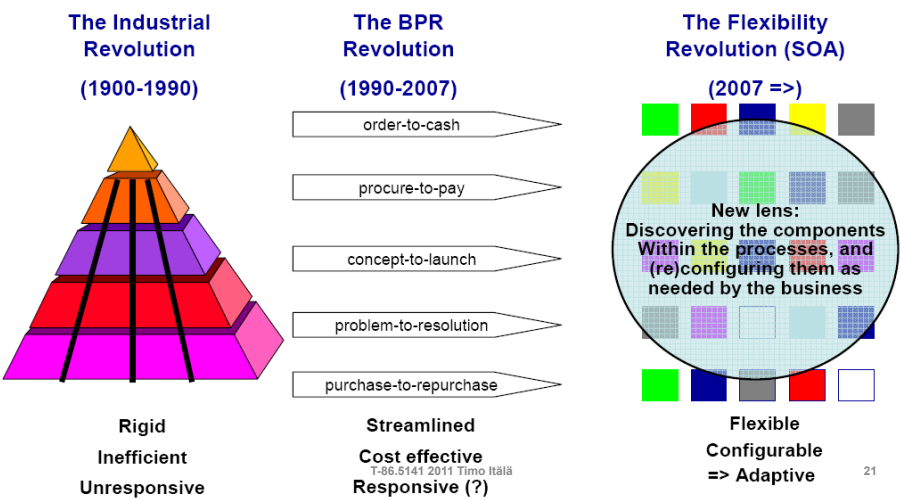 The Industrial
Revolution
(1900-1990)
The BPR
Revolution
(1990-2007)
The Flexibility
Revolution (SOA)
(2007 =>)
order-to-cash
procure-to-pay
concept-to-launch
problem-to-resolution
purchase-to-repurchase
New lens:
Discovering the components
Within the processes, and
(re)configuring them as
needed by the business
Rigid
Inefficient
Unresponsive
Streamlined
Cost effective
T-86.5141 2011 Timo Itälä
Responsive (?)
Flexible
Configurable
=> Adaptive
21